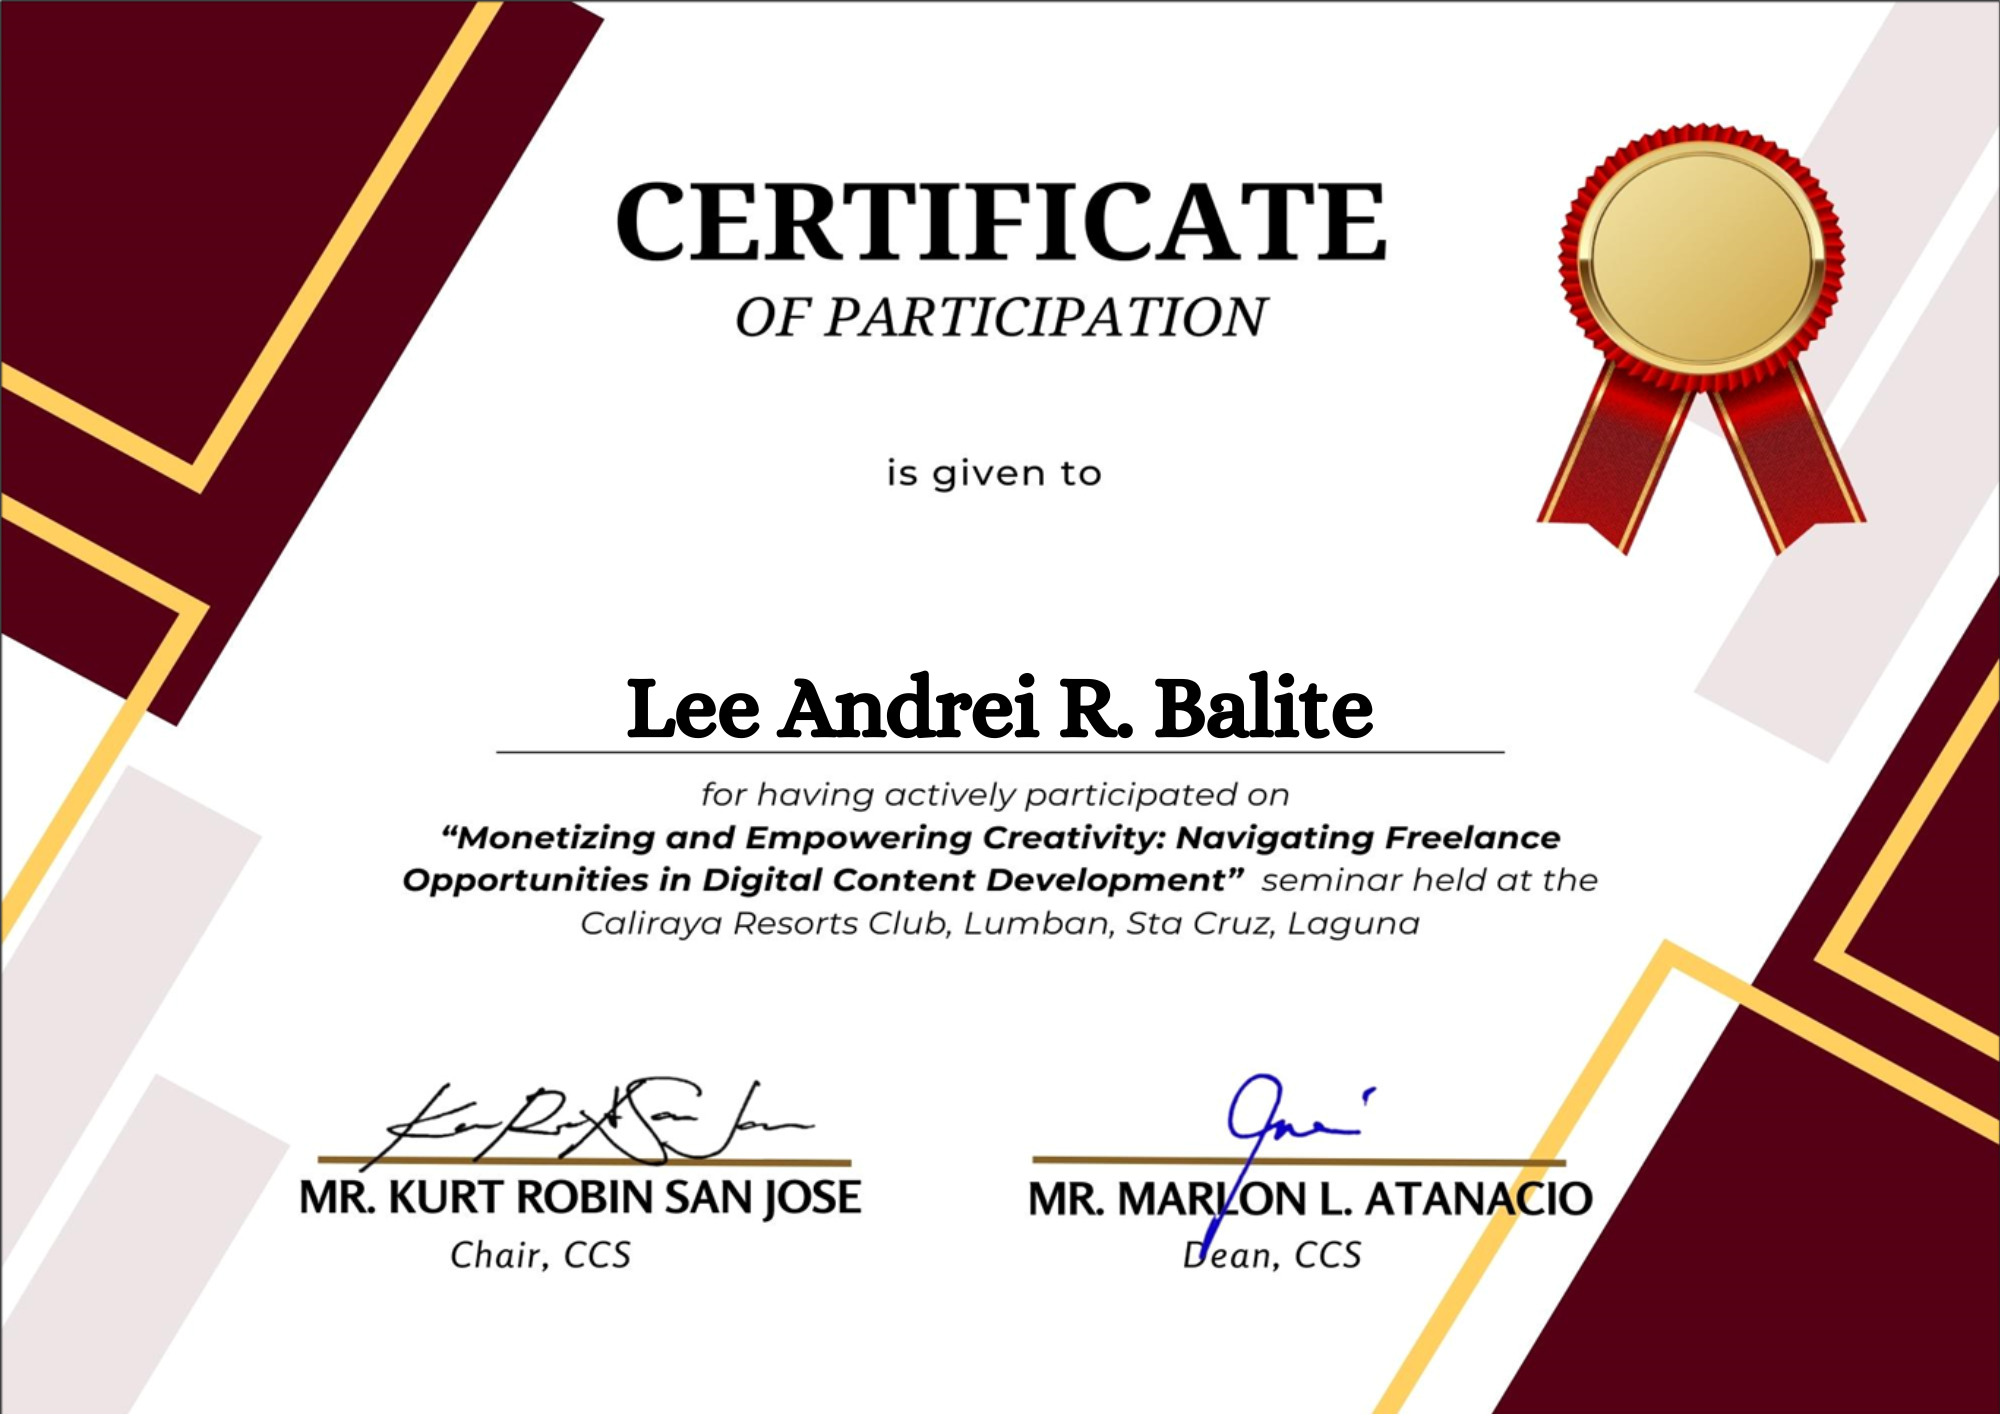 CERTIFICATE
OF PARTICIPATION
is given to
Lee Andrei R. Balite
for having actively participated on
“Monetizing and Empowering Creativity: Navigating Freelance
Opportunities in Digital Content Development” seminar held at the
Caliraya Resorts Club, Lumban, Sta Cruz, Laguna
MR. KURT ROBIN SAN JOSE
Chair, CCS
MR. MARLON L. ATANACIO
Dean, CCS